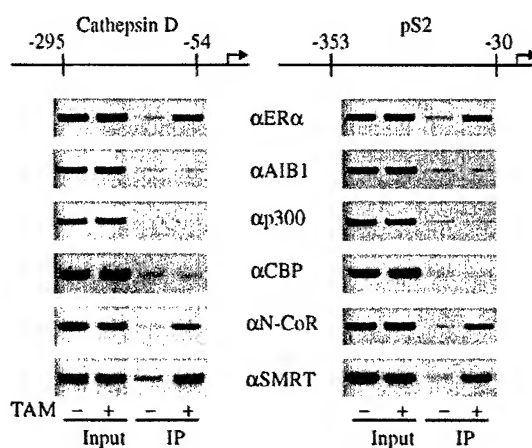 Cathepsin D
pS2
-295 -54
-353 -30
αERα
αAIB1
αp300
αCBP
αN-CoR
αSMRT
TAM − + − + − + − +
Input IP Input IP